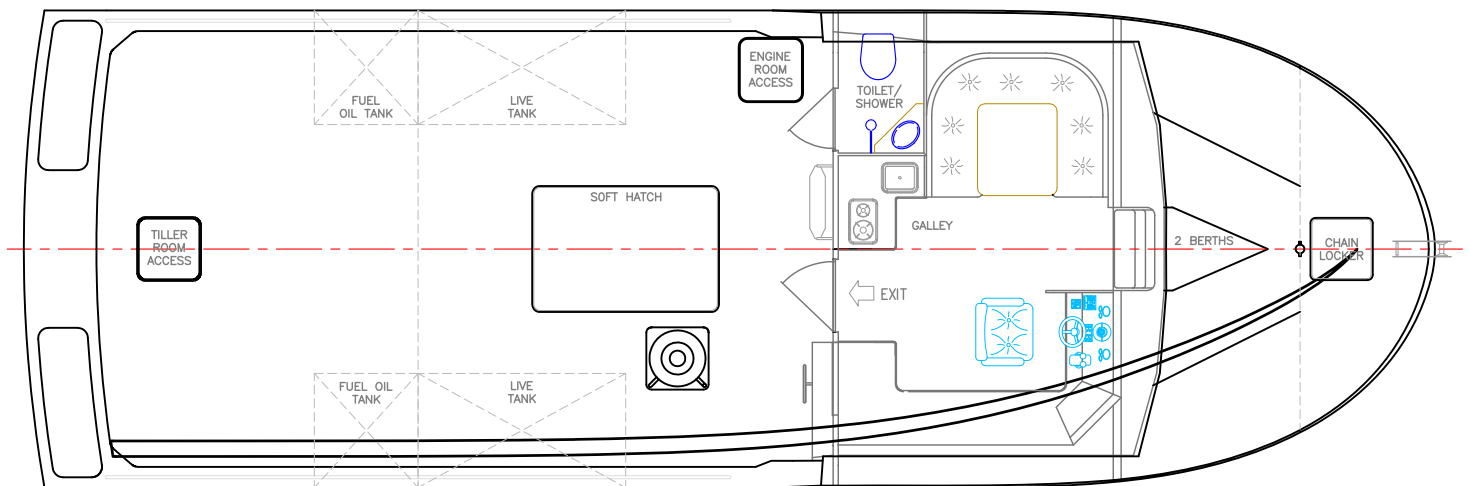 ENGINE
ROOM
ACCESS
TOILET/
SHOWER
FUEL
OIL TANK
LIVE
TANK
SOFT HATCH
GALLEY
TILLER
ROOM
ACCESS
2 BERTHS
CHAIN
LOCKER
EXIT
FUEL OIL
TANK
LIVE
TANK